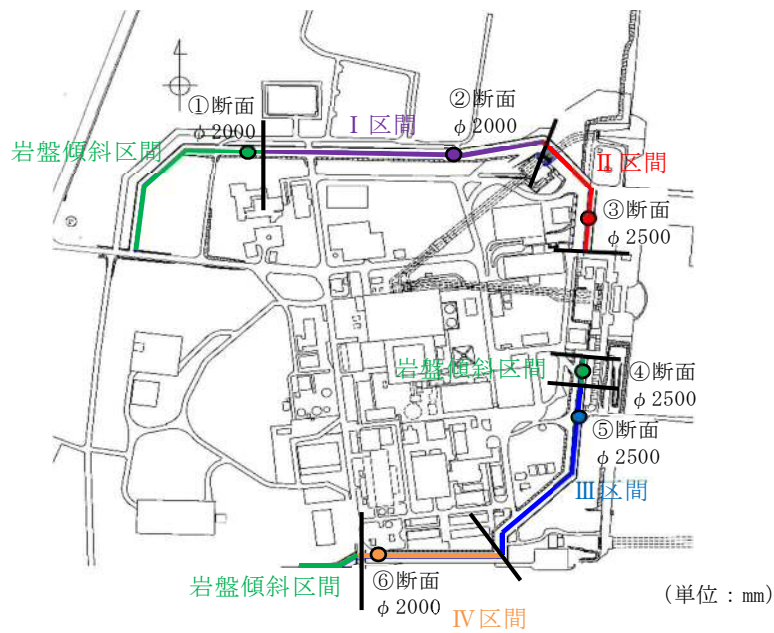 ①断面
φ2000
②断面
φ2000
Ⅰ区間
岩盤傾斜区間
Ⅱ区間
③断面
φ2500
岩盤傾斜区間
④断面
φ2500
⑤断面
φ2500
Ⅲ区間
岩盤傾斜区間
⑥断面
φ2000
Ⅳ区間
(単位:mm)